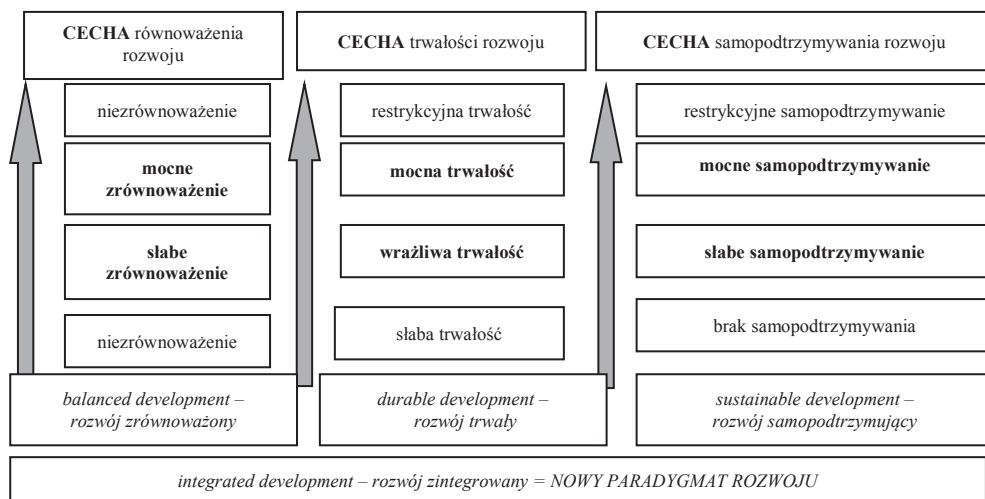 CECHA równoważenia
rozwoju
CECHA trwałości rozwoju
CECHA samopodtrzymywania rozwoju
niezrównoważenie
restrykcyjna trwałość
restrykcyjne samopodtrzymywanie
mocne
zrównoważenie
mocna trwałość
mocne samopodtrzymywanie
słabe
zrównoważenie
wrażliwa trwałość
słabe samopodtrzymywanie
niezrównoważenie
słaba trwałość
brak samopodtrzymywania
balanced development –
rozwój zrównoważony
durable development –
rozwój trwały
sustainable development –
rozwój samopodtrzymujący
integrated development – rozwój zintegrowany = NOWY PARADYGMAT ROZWOJU